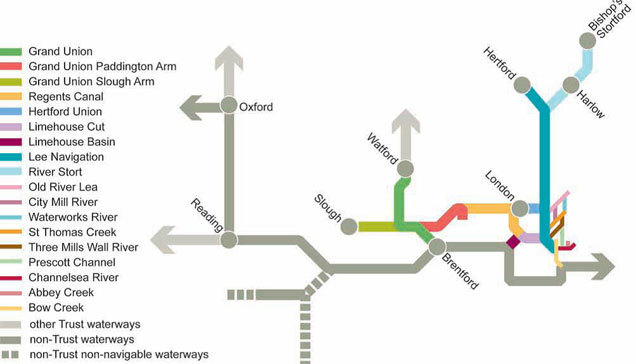 Grand Union
Grand Union Paddington Arm
Grand Union Slough Arm
Regents Canal
Hertford Union
Limehouse Cut
Limehouse Basin
Lee Navigation
River Stort
Old River Lea
City Mill River
Waterworks River
St Thomas Creek
Three Mills Wall River
Prescott Channel
Channelsea River
Abbey Creek
Bow Creek
other Trust waterways
non-Trust waterways
non-Trust non-navigable waterways
Oxford
Reading
Slough
Watford
Brentford
London
Hertford
Harlow
Bishop's
Stortford